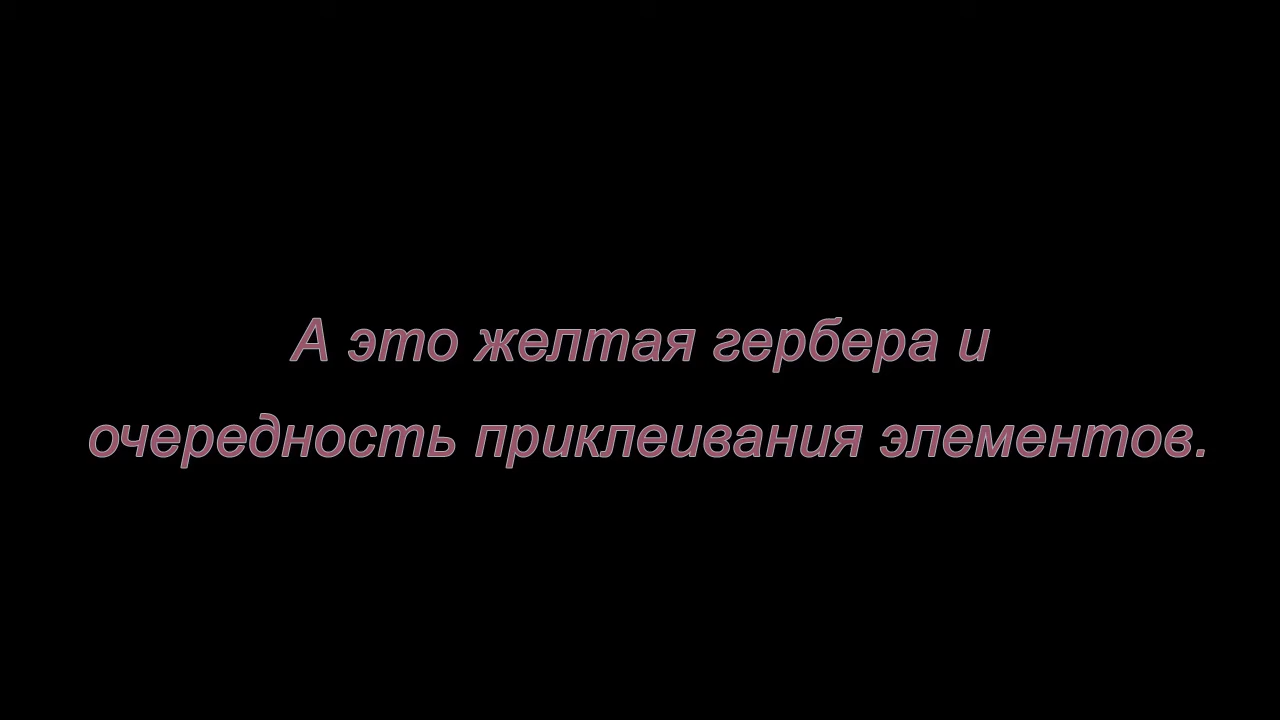 А это желтая гербера и
очередность приклеивания элементов.